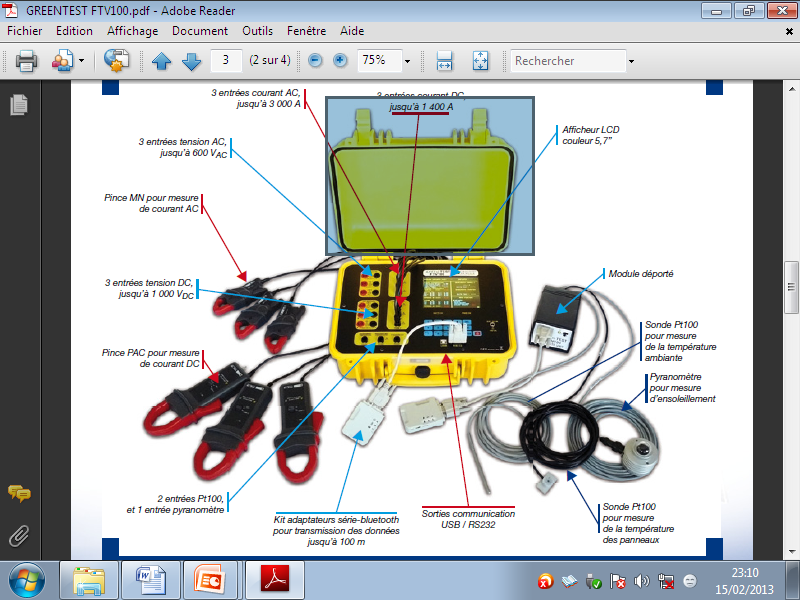 GREENTEST FTV100.pdf - Adobe Reader
Fichier Edition Affichage Document Outils Fenêtre Aide
3 (2 sur 4) 75% Rechercher
3 entrées courant AC,
jusqu'à 3 000 A
3 entrées courant DC,
jusqu'à 1 400 A
Afficheur LCD
couleur 5,7"
3 entrées tension AC,
jusqu'à 600 VAC
Pince MN pour mesure
de courant AC
3 entrées tension DC,
jusqu'à 1 000 VDC
Module déporté
Sonde Pt100
pour mesure
de la température
ambiante
Pince PAC pour mesure
de courant DC
Pyranomètre
pour mesure
d'ensoleillement
2 entrées Pt100,
et 1 entrée pyranomètre
Kit adaptateurs série-bluetooth
pour transmission des données
jusqu'à 100 m
Sorties communication
USB / RS232
Sonde Pt100
pour mesure
de la température
des panneaux
23:10
15/02/2013